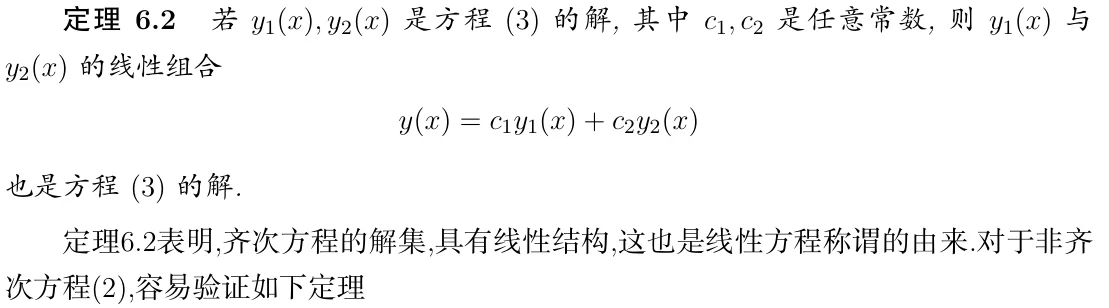 定理 6.2 若 y₁(x), y₂(x) 是方程 (3) 的解, 其中 c₁, c₂ 是任意常数, 则 y₁(x) 与
y₂(x) 的线性组合
y(x) = c₁y₁(x) + c₂y₂(x)
也是方程 (3) 的解.
定理6.2表明,齐次方程的解集,具有线性结构,这也是线性方程称谓的由来.对于非齐
次方程(2),容易验证如下定理